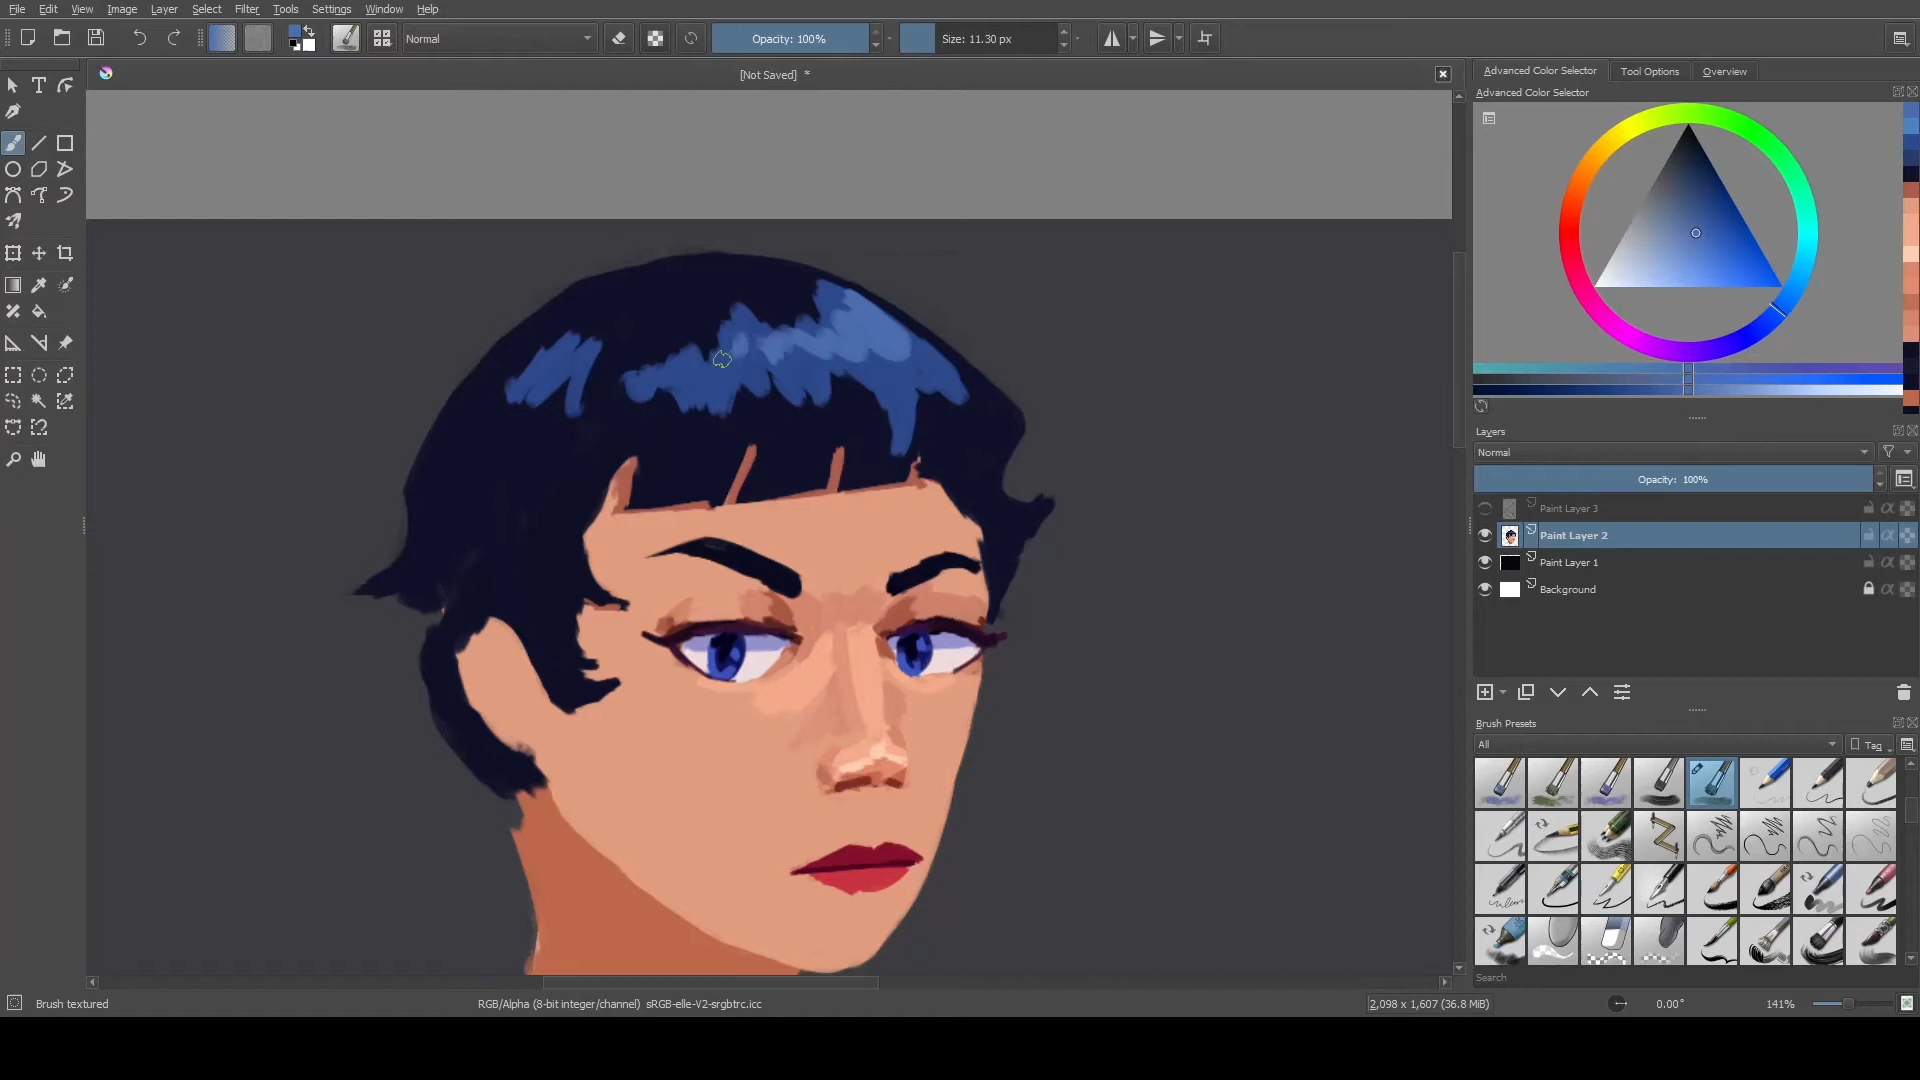 File Edit View Image Layer Select Filter Tools Settings Window Help
Normal Opacity: 100% Size: 11.30 px
[Not Saved] *
Advanced Color Selector Tool Options Overview
Advanced Color Selector
Layers
Normal
Opacity: 100%
Paint Layer 3
Paint Layer 2
Paint Layer 1
Background
Brush Presets
All Tag
Search
Brush textured RGB/Alpha (8-bit integer/channel) sRGB-elle-V2-srgbtrc.icc 2,098 x 1,607 (36.8 MiB) 0.00° 141%